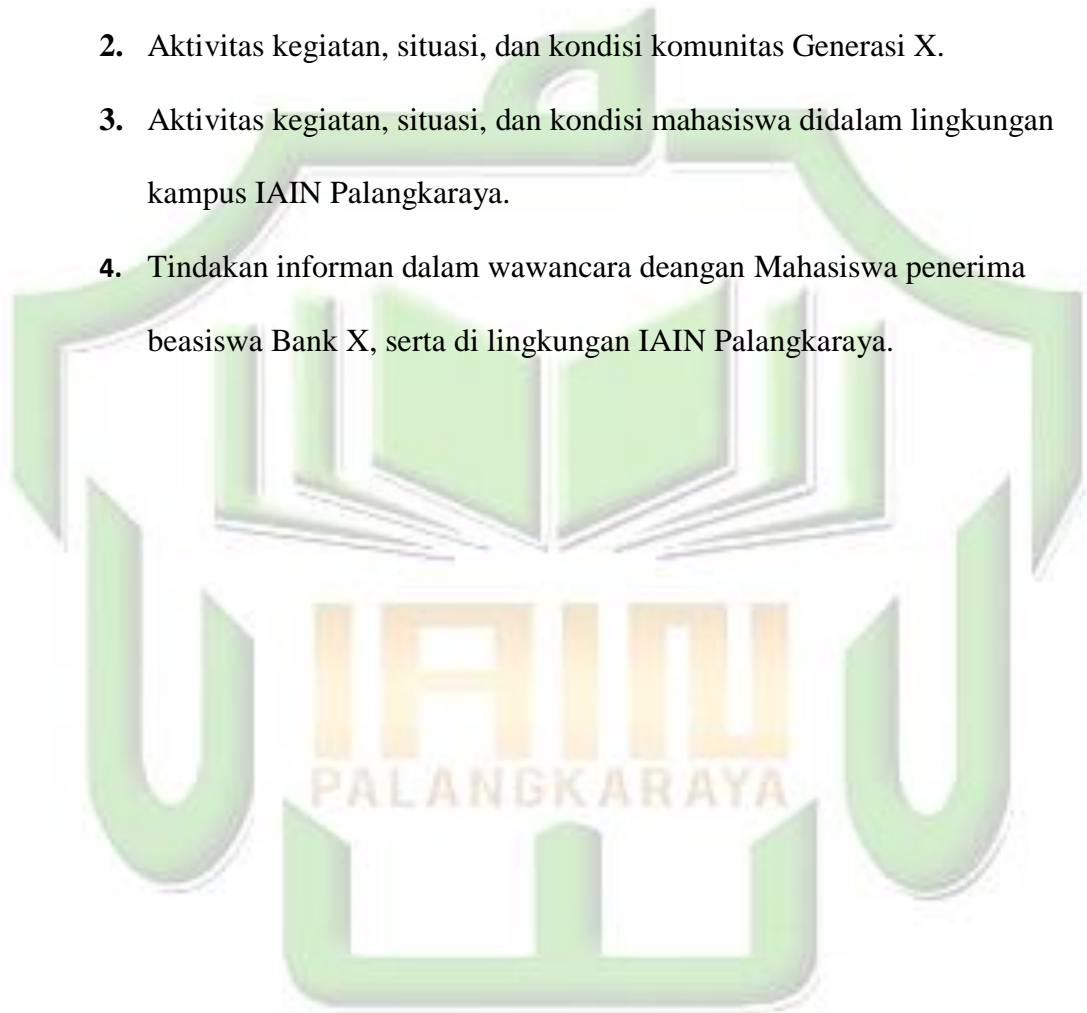 2. Aktivitas kegiatan, situasi, dan kondisi komunitas Generasi X.
3. Aktivitas kegiatan, situasi, dan kondisi mahasiswa didalam lingkungan
kampus IAIN Palangkaraya.
4. Tindakan informan dalam wawancara deangan Mahasiswa penerima
beasiswa Bank X, serta di lingkungan IAIN Palangkaraya.
IAIN
PALANGKARAYA